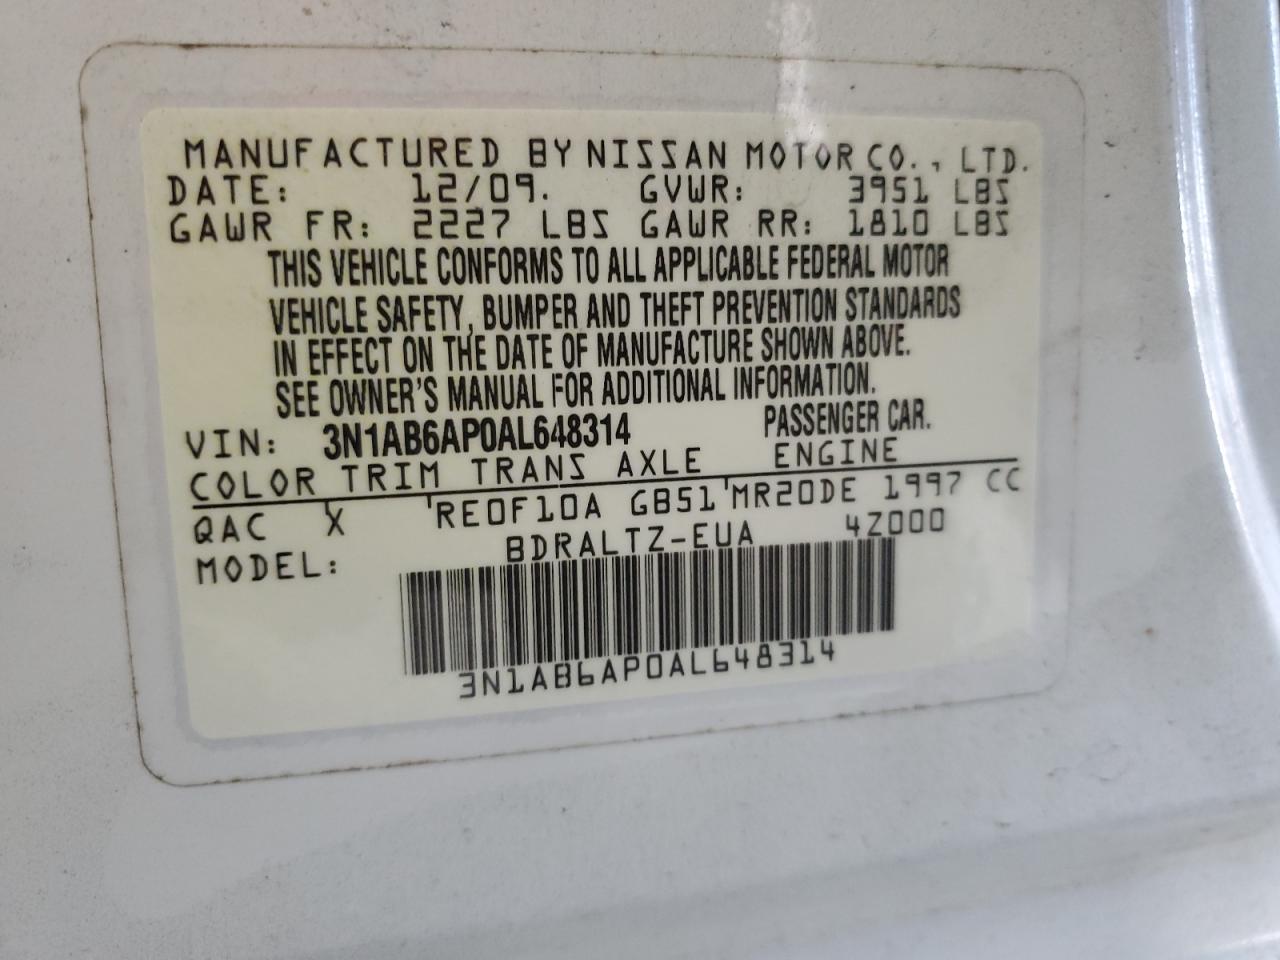 MANUFACTURED BY NISSAN MOTOR CO., LTD.
DATE: 12/09. GVWR: 3951 LBS
GAWR FR: 2227 LBS GAWR RR: 1810 LBS
THIS VEHICLE CONFORMS TO ALL APPLICABLE FEDERAL MOTOR
VEHICLE SAFETY, BUMPER AND THEFT PREVENTION STANDARDS
IN EFFECT ON THE DATE OF MANUFACTURE SHOWN ABOVE.
SEE OWNER'S MANUAL FOR ADDITIONAL INFORMATION.
VIN: 3N1AB6AP0AL648314 PASSENGER CAR.
COLOR TRIM TRANS AXLE ENGINE
QAC X RE0F10A GB51 MR20DE 1997 CC
MODEL: BDRALTZ-EUA 4Z000
3N1AB6AP0AL648314